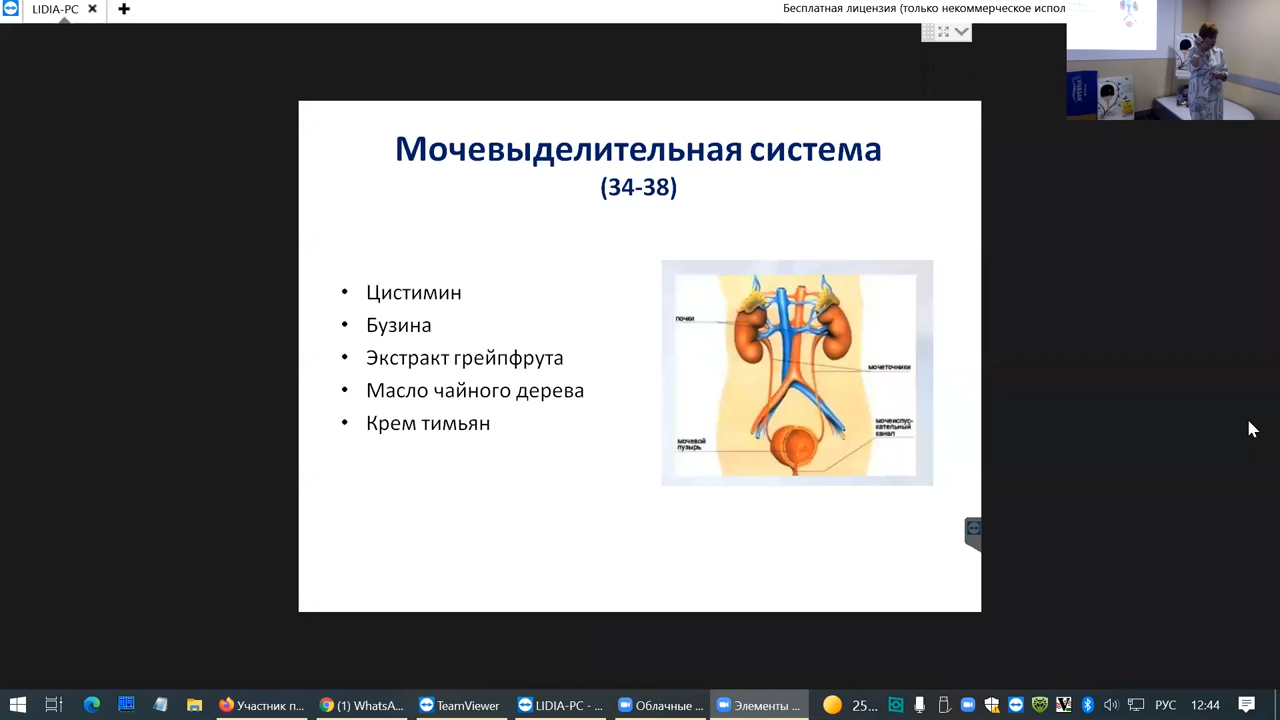 LIDIA-PC
Бесплатная лицензия (только некоммерческое испол
Мочевыделительная система
(34-38)
• Цистимин
• Бузина
• Экстракт грейпфрута
• Масло чайного дерева
• Крем тимьян
почки
мочеточники
мочеиспус-
кательный
канал
мочевой
пузырь
Участник п...
(1) WhatsA...
TeamViewer
LIDIA-PC - ...
Облачные ...
Элементы ...
25...
РУС
12:44